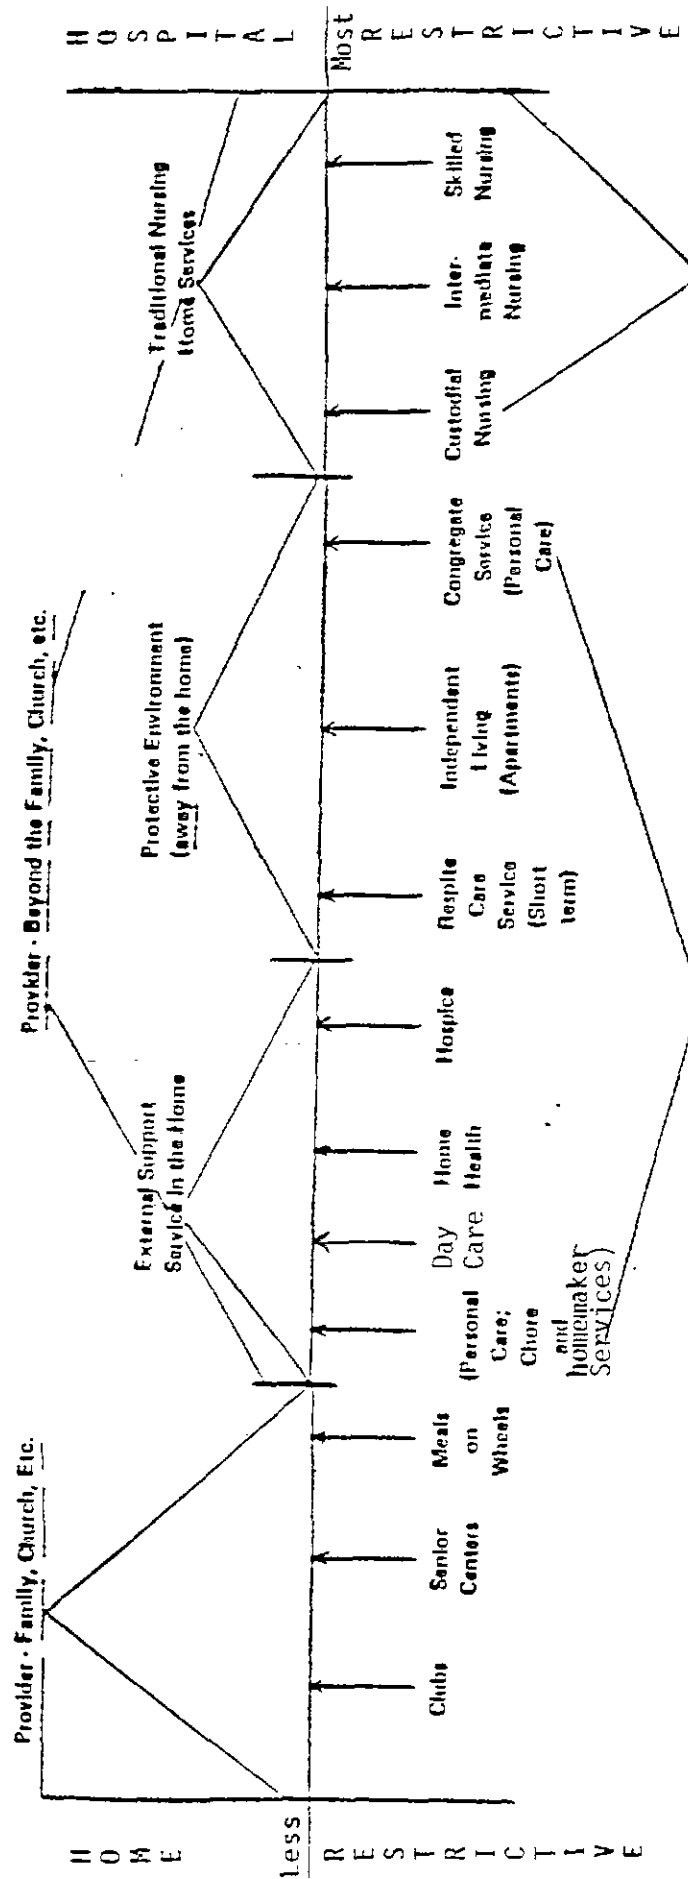 Provider - Family, Church, Etc.
Provider - Beyond the Family, Church, etc.
External Support
Service in the Home
Protective Environment
(away from the home)
Traditional Nursing
Home Services
HOME
HOSPITAL
less
RESTRICTIVE
Most
RESTRICTIVE
Clubs
Senior
Centers
Meals
on
Wheels
(Personal
Care;
Chore
and
homemaker
Services)
Day
Care
Home
Health
Hospice
Respite
Care
Service
(Short
term)
Independent
Living
(Apartments)
Congregate
Service
(Personal
Care)
Custodial
Nursing
Inter-
mediate
Nursing
Skilled
Nursing